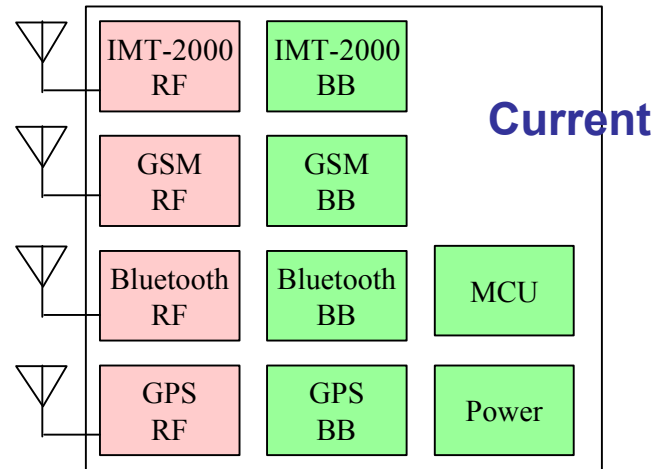 IMT-2000
RF
IMT-2000
BB
Current
GSM
RF
GSM
BB
Bluetooth
RF
Bluetooth
BB
MCU
GPS
RF
GPS
BB
Power